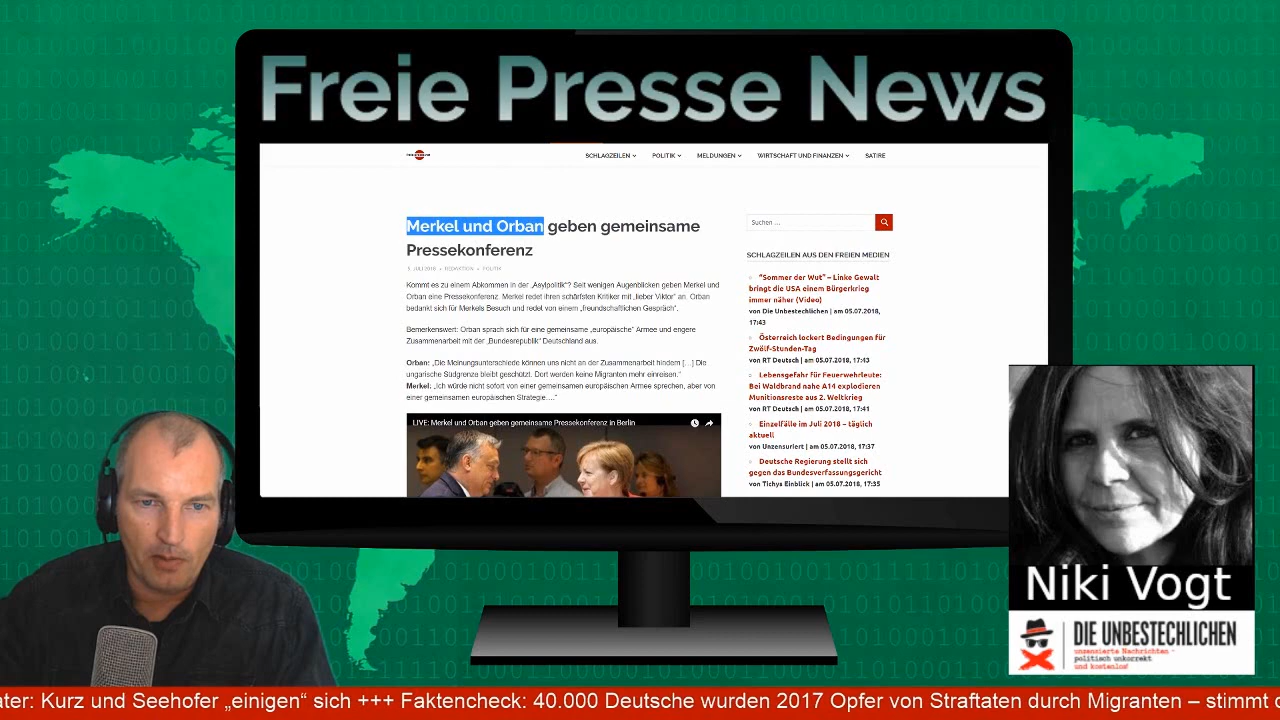 Freie Presse News
SCHLAGZEILEN POLITIK MELDUNGEN WIRTSCHAFT UND FINANZEN SATIRE
Merkel und Orban geben gemeinsame
Pressekonferenz
5. JULI 2018 • REDAKTION • POLITIK
Kommt es zu einem Abkommen in der „Asylpolitik“? Seit wenigen Augenblicken geben Merkel und
Orban eine Pressekonferenz. Merkel redet ihren schärfsten Kritiker mit „lieber Viktor“ an. Orban
bedankt sich für Merkels Besuch und redet von einem „freundschaftlichen Gespräch“.
Bemerkenswert: Orban sprach sich für eine gemeinsame „europäische“ Armee und engere
Zusammenarbeit mit der „Bundesrepublik“ Deutschland aus.
Orban: „Die Meinungsunterschiede können uns nicht an der Zusammenarbeit hindern […] Die
ungarische Südgrenze bleibt geschützt. Dort werden keine Migranten mehr einreisen.“
Merkel: „Ich würde nicht sofort von einer gemeinsamen europäischen Armee sprechen, aber von
einer gemeinsamen europäischen Strategie....“
LIVE: Merkel und Orban geben gemeinsame Pressekonferenz in Berlin
Suchen …
SCHLAGZEILEN AUS DEN FREIEN MEDIEN
“Sommer der Wut” – Linke Gewalt
bringt die USA einem Bürgerkrieg
immer näher (Video)
von Die Unbestechlichen | am 05.07.2018,
17:43
Österreich lockert Bedingungen für
Zwölf-Stunden-Tag
von RT Deutsch | am 05.07.2018, 17:43
Lebensgefahr für Feuerwehrleute:
Bei Waldbrand nahe A14 explodieren
Munitionsreste aus 2. Weltkrieg
von RT Deutsch | am 05.07.2018, 17:41
Einzelfälle im Juli 2018 – täglich
aktuell
von Unzensuriert | am 05.07.2018, 17:37
Deutsche Regierung stellt sich
gegen das Bundesverfassungsgericht
von Tichys Einblick | am 05.07.2018, 17:35
Niki Vogt
DIE UNBESTECHLICHEN
unzensierte Nachrichten -
politisch unkorrekt
und kostenlos!
ater: Kurz und Seehofer „einigen“ sich +++ Faktencheck: 40.000 Deutsche wurden 2017 Opfer von Straftaten durch Migranten – stimmt